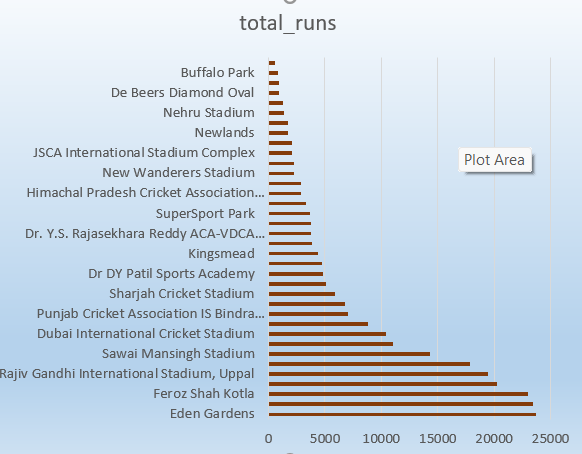 total_runs
Buffalo Park
De Beers Diamond Oval
Nehru Stadium
Newlands
JSCA International Stadium Complex
Plot Area
New Wanderers Stadium
Himachal Pradesh Cricket Association...
SuperSport Park
Dr. Y.S. Rajasekhara Reddy ACA-VDCA...
Kingsmead
Dr DY Patil Sports Academy
Sharjah Cricket Stadium
Punjab Cricket Association IS Bindra...
Dubai International Cricket Stadium
Sawai Mansingh Stadium
Rajiv Gandhi International Stadium, Uppal
Feroz Shah Kotla
Eden Gardens
0 5000 10000 15000 20000 25000